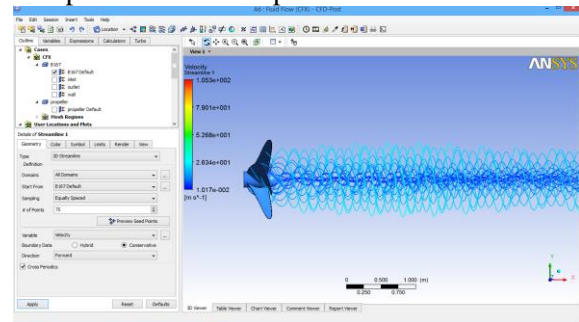 A6 : Fluid Flow (CFX) - CFD-Post
File Edit Session Insert Tools Help
Location
Outline Variables Expressions Calculators Turbo
Cases
CFX
B167
B167 Default
inlet
outlet
wall
propeller
propeller Default
Mesh Regions
User Locations and Plots
Details of Streamline 1
Geometry Color Symbol Limits Render View
Type 3D Streamline
Definition
Domains All Domains
Start From B167 Default
Sampling Equally Spaced
# of Points 75
Preview Seed Points
Variable Velocity
Boundary Data Hybrid Conservative
Direction Forward
Cross Periodics
Apply Reset Defaults
View 1
Velocity
Streamline 1
1.053e+002
7.901e+001
5.268e+001
2.634e+001
1.017e-002
[m s^-1]
ANSYS
0 0.500 1.000 (m)
0.250 0.750
Y
X
3D Viewer Table Viewer Chart Viewer Comment Viewer Report Viewer